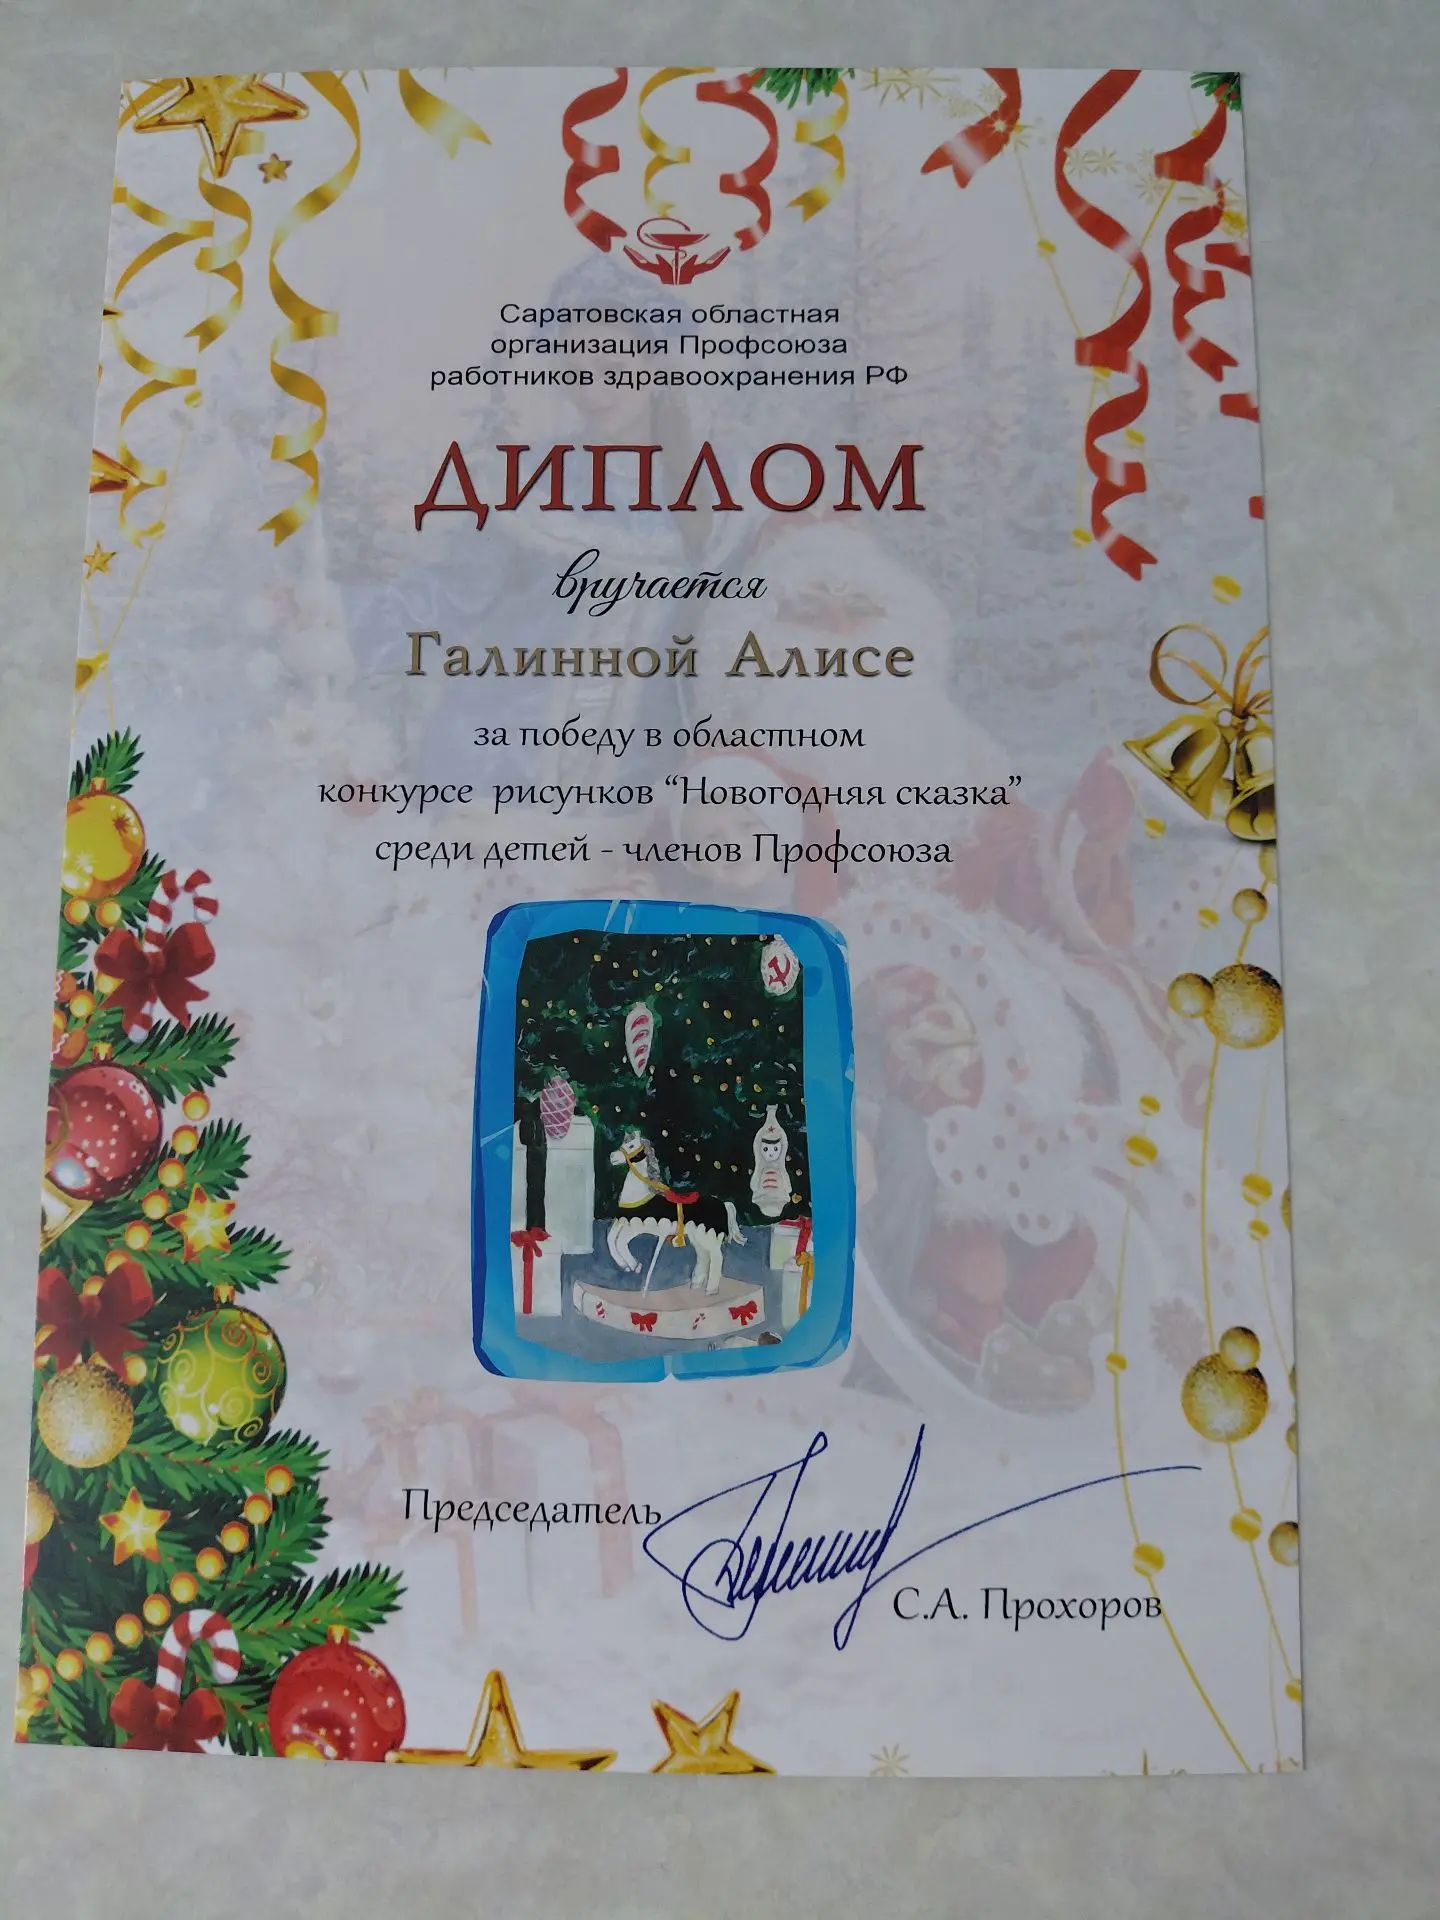 Саратовская областная
организация Профсоюза
работников здравоохранения РФ
ДИПЛОМ
вручается
Галинной Алисе
за победу в областном
конкурсе рисунков “Новогодняя сказка”
среди детей - членов Профсоюза
Председатель
С.А. Прохоров